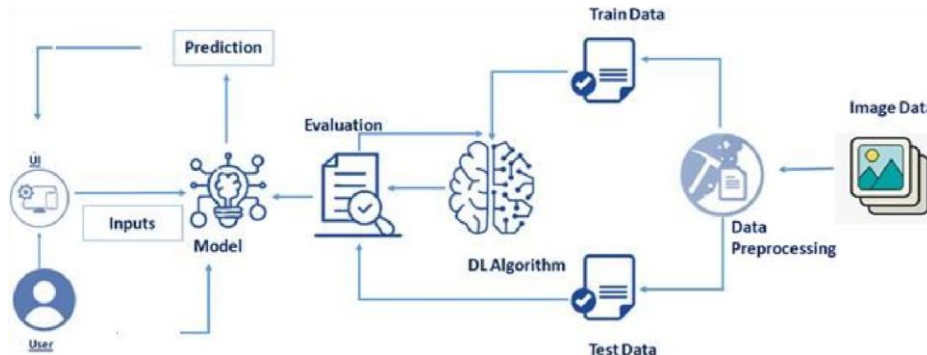 Train Data
Prediction
Image Data
Evaluation
UI
Inputs
Model
DL Algorithm
Data
Preprocessing
User
Test Data